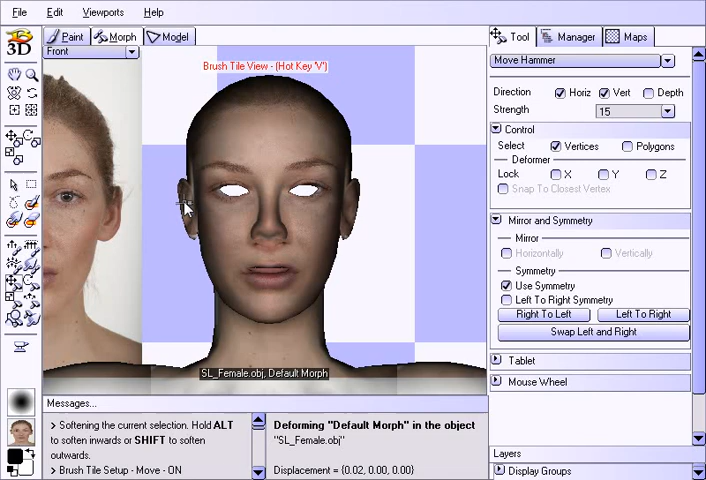 File Edit Viewports Help
3D
Paint Morph Model
Tool Manager Maps
Front
Brush Tile View - (Hot Key 'V')
Move Hammer
Direction Horiz Vert Depth
Strength 15
Control
Select Vertices Polygons
Deformer
Lock X Y Z
Snap To Closest Vertex
Mirror and Symmetry
Mirror
Horizontally Vertically
Symmetry
Use Symmetry
Left To Right Symmetry
Right To Left Left To Right
Swap Left and Right
Tablet
Mouse Wheel
SL_Female.obj, Default Morph
Messages...
> Softening the current selection. Hold ALT
to soften inwards or SHIFT to soften
outwards.
> Brush Tile Setup - Move - ON
Deforming "Default Morph" in the object
"SL_Female.obj"
Displacement = {0.02, 0.00, 0.00}
Layers
Display Groups